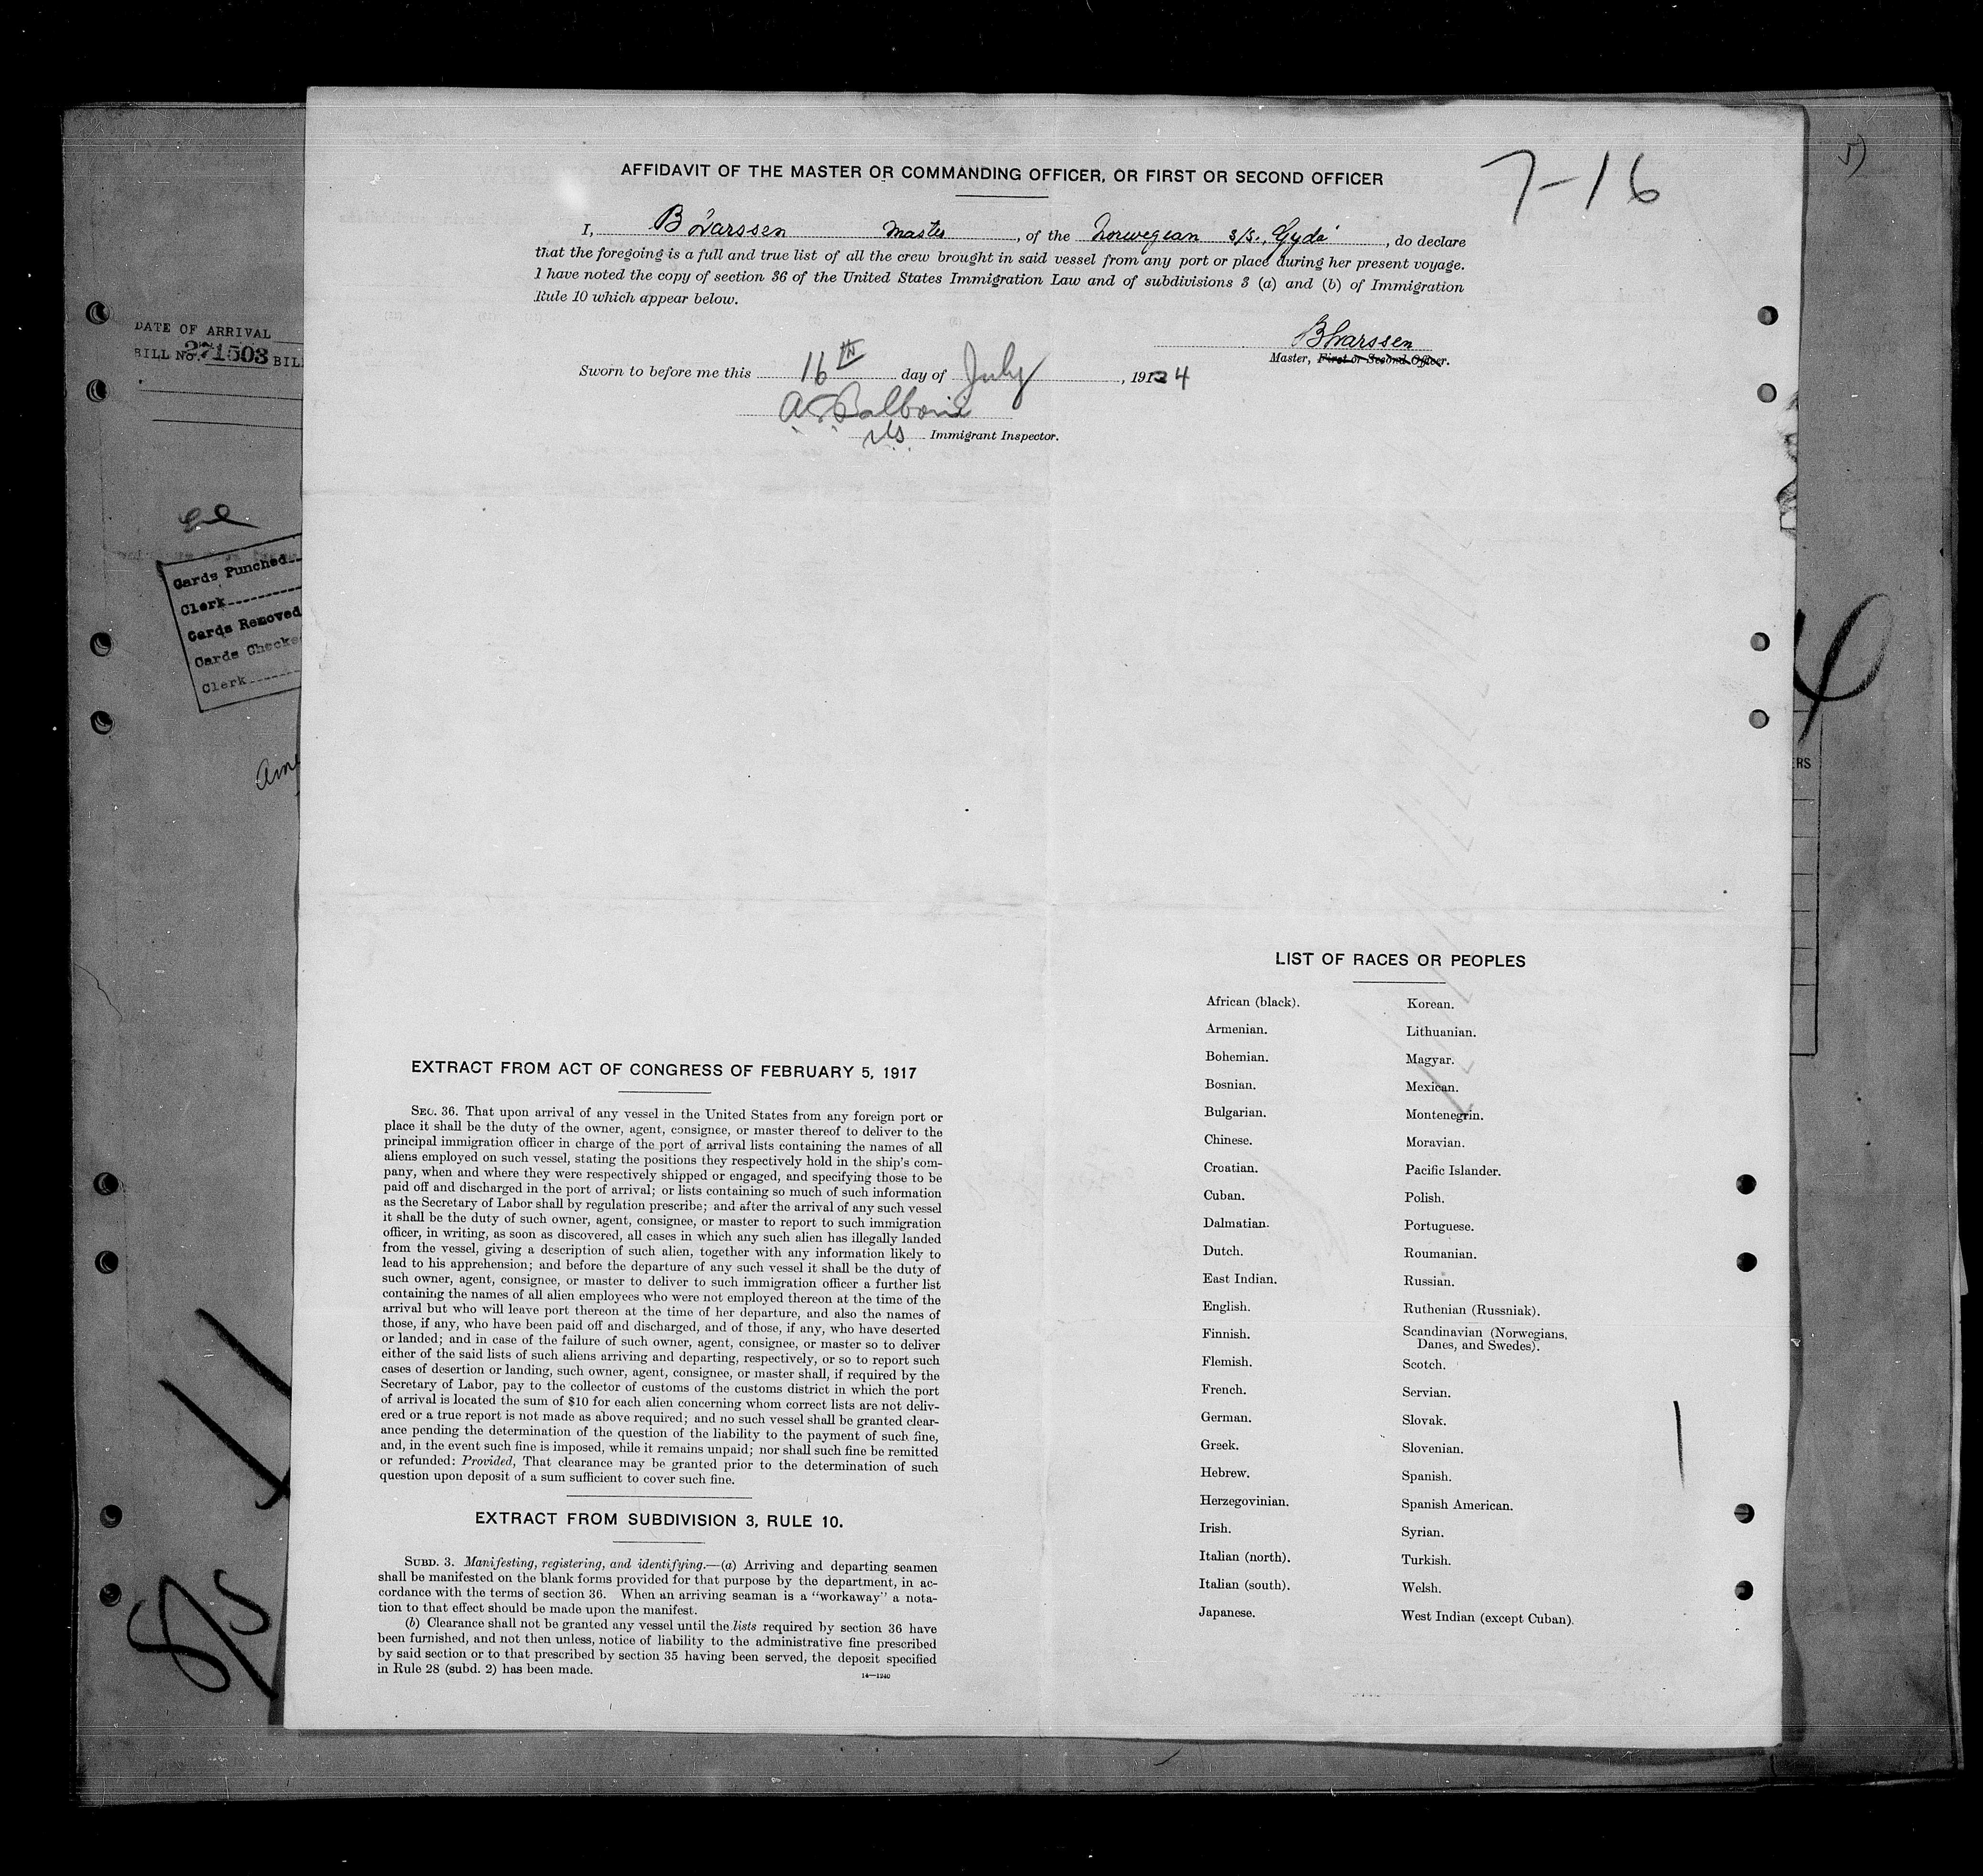 AFFIDAVIT OF THE MASTER OR COMMANDING OFFICER, OR FIRST OR SECOND OFFICER
7-16
5)
I, B Larssen Master, of the Norwegian S/S. „Gyda", do declare
that the foregoing is a full and true list of all the crew brought in said vessel from any port or place during her present voyage.
I have noted the copy of section 36 of the United States Immigration Law and of subdivisions 3 (a) and (b) of Immigration
Rule 10 which appear below.
B Larssen
Master, First or Second Officer.
Sworn to before me this 16th day of July, 1924
Immigrant Inspector.
DATE OF ARRIVAL
BILL No. 271503 BIL
Cards Punched
Clerk
Cards Removed
Cards Checke
Clerk
Ame
4
RS
S/S
EXTRACT FROM ACT OF CONGRESS OF FEBRUARY 5, 1917
SEC. 36. That upon arrival of any vessel in the United States from any foreign port or
place it shall be the duty of the owner, agent, consignee, or master thereof to deliver to the
principal immigration officer in charge of the port of arrival lists containing the names of all
aliens employed on such vessel, stating the positions they respectively hold in the ship's com-
pany, when and where they were respectively shipped or engaged, and specifying those to be
paid off and discharged in the port of arrival; or lists containing so much of such information
as the Secretary of Labor shall by regulation prescribe; and after the arrival of any such vessel
it shall be the duty of such owner, agent, consignee, or master to report to such immigration
officer, in writing, as soon as discovered, all cases in which any such alien has illegally landed
from the vessel, giving a description of such alien, together with any information likely to
lead to his apprehension; and before the departure of any such vessel it shall be the duty of
such owner, agent, consignee, or master to deliver to such immigration officer a further list
containing the names of all alien employees who were not employed thereon at the time of the
arrival but who will leave port thereon at the time of her departure, and also the names of
those, if any, who have been paid off and discharged, and of those, if any, who have deserted
or landed; and in case of the failure of such owner, agent, consignee, or master so to deliver
either of the said lists of such aliens arriving and departing, respectively, or so to report such
cases of desertion or landing, such owner, agent, consignee, or master shall, if required by the
Secretary of Labor, pay to the collector of customs of the customs district in which the port
of arrival is located the sum of $10 for each alien concerning whom correct lists are not deliv-
ered or a true report is not made as above required; and no such vessel shall be granted clear-
ance pending the determination of the question of the liability to the payment of such fine,
and, in the event such fine is imposed, while it remains unpaid; nor shall such fine be remitted
or refunded: Provided, That clearance may be granted prior to the determination of such
question upon deposit of a sum sufficient to cover such fine.
EXTRACT FROM SUBDIVISION 3, RULE 10.
SUBD. 3. Manifesting, registering, and identifying.—(a) Arriving and departing seamen
shall be manifested on the blank forms provided for that purpose by the department, in ac-
cordance with the terms of section 36. When an arriving seaman is a "workaway" a nota-
tion to that effect should be made upon the manifest.
(b) Clearance shall not be granted any vessel until the lists required by section 36 have
been furnished, and not then unless, notice of liability to the administrative fine prescribed
by said section or to that prescribed by section 35 having been served, the deposit specified
in Rule 28 (subd. 2) has been made.
14—1240
LIST OF RACES OR PEOPLES
African (black).
Armenian.
Bohemian.
Bosnian.
Bulgarian.
Chinese.
Croatian.
Cuban.
Dalmatian.
Dutch.
East Indian.
English.
Finnish.
Flemish.
French.
German.
Greek.
Hebrew.
Herzegovinian.
Irish.
Italian (north).
Italian (south).
Japanese.
Korean.
Lithuanian.
Magyar.
Mexican.
Montenegrin.
Moravian.
Pacific Islander.
Polish.
Portuguese.
Roumanian.
Russian.
Ruthenian (Russniak).
Scandinavian (Norwegians,
Danes, and Swedes).
Scotch.
Servian.
Slovak.
Slovenian.
Spanish.
Spanish American.
Syrian.
Turkish.
Welsh.
West Indian (except Cuban).